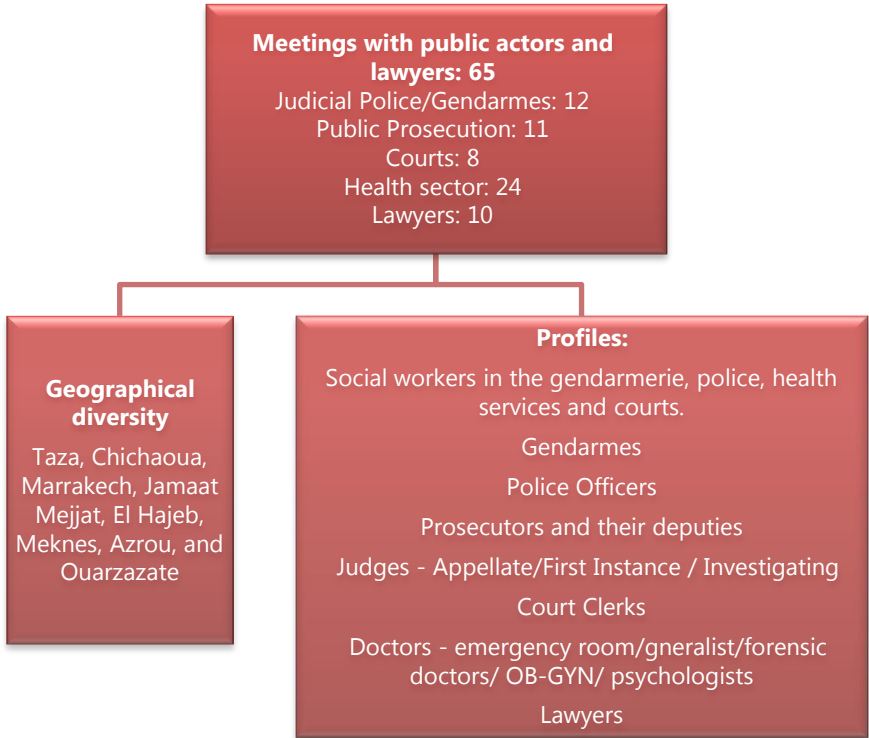 Meetings with public actors and
lawyers: 65
Judicial Police/Gendarmes: 12
Public Prosecution: 11
Courts: 8
Health sector: 24
Lawyers: 10
Geographical
diversity
Taza, Chichaoua,
Marrakech, Jamaat
Mejjat, El Hajeb,
Meknes, Azrou, and
Ouarzazate
Profiles:
Social workers in the gendarmerie, police, health
services and courts.
Gendarmes
Police Officers
Prosecutors and their deputies
Judges - Appellate/First Instance / Investigating
Court Clerks
Doctors - emergency room/gneralist/forensic
doctors/ OB-GYN/ psychologists
Lawyers